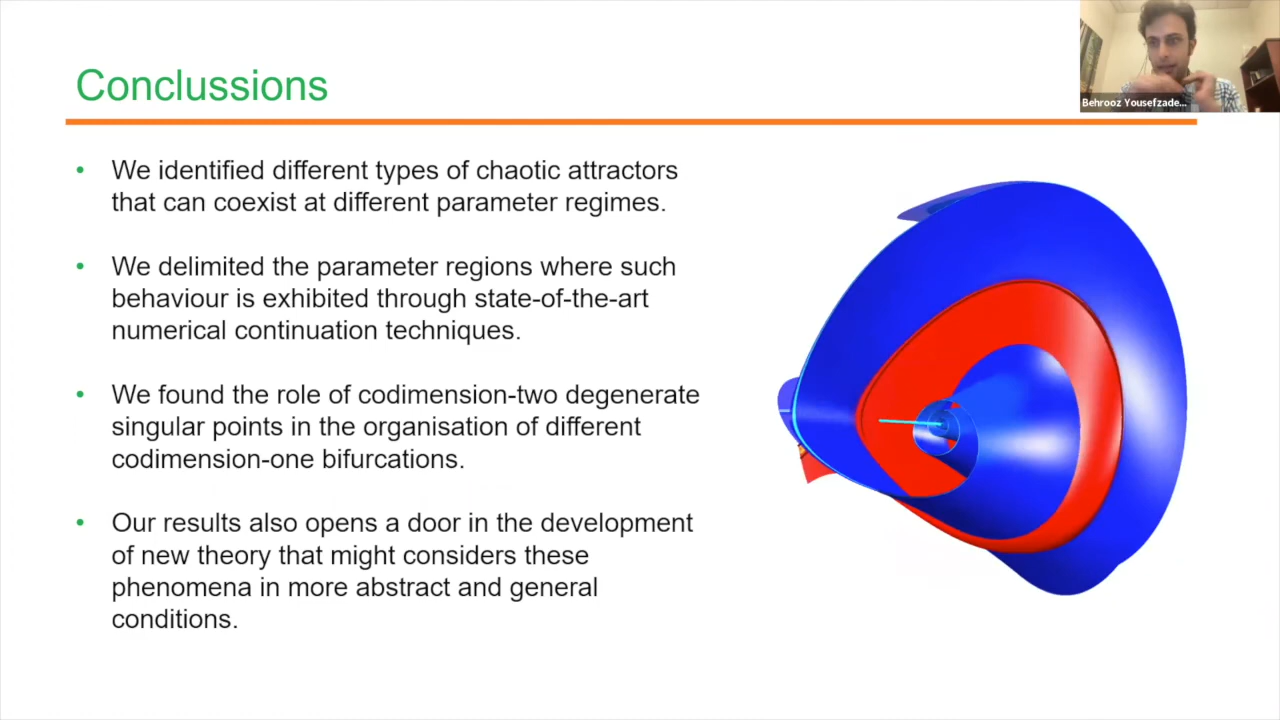 Conclussions
Behrooz Yousefzade...
• We identified different types of chaotic attractors
that can coexist at different parameter regimes.
• We delimited the parameter regions where such
behaviour is exhibited through state-of-the-art
numerical continuation techniques.
• We found the role of codimension-two degenerate
singular points in the organisation of different
codimension-one bifurcations.
• Our results also opens a door in the development
of new theory that might considers these
phenomena in more abstract and general
conditions.